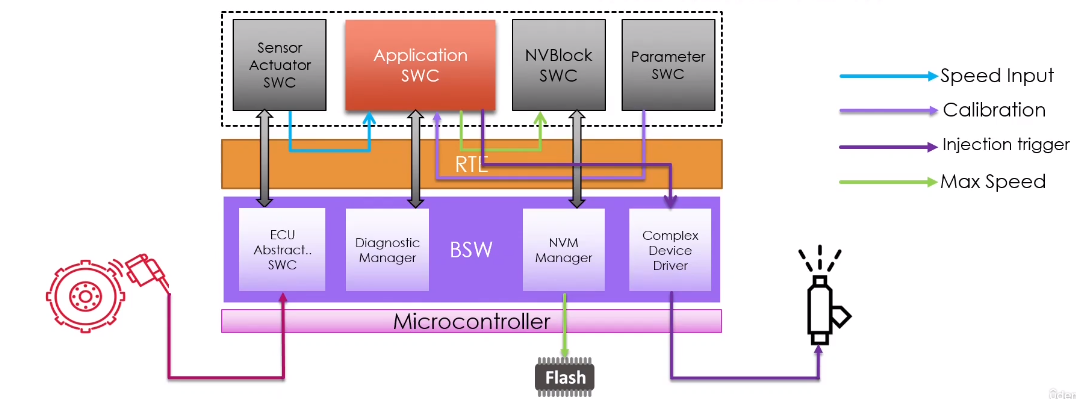 Sensor
Actuator
SWC
Application
SWC
NVBlock
SWC
Parameter
SWC
Speed Input
Calibration
Injection trigger
Max Speed
RTE
ECU
Abstract..
SWC
Diagnostic
Manager
BSW
NVM
Manager
Complex
Device
Driver
Microcontroller
Flash